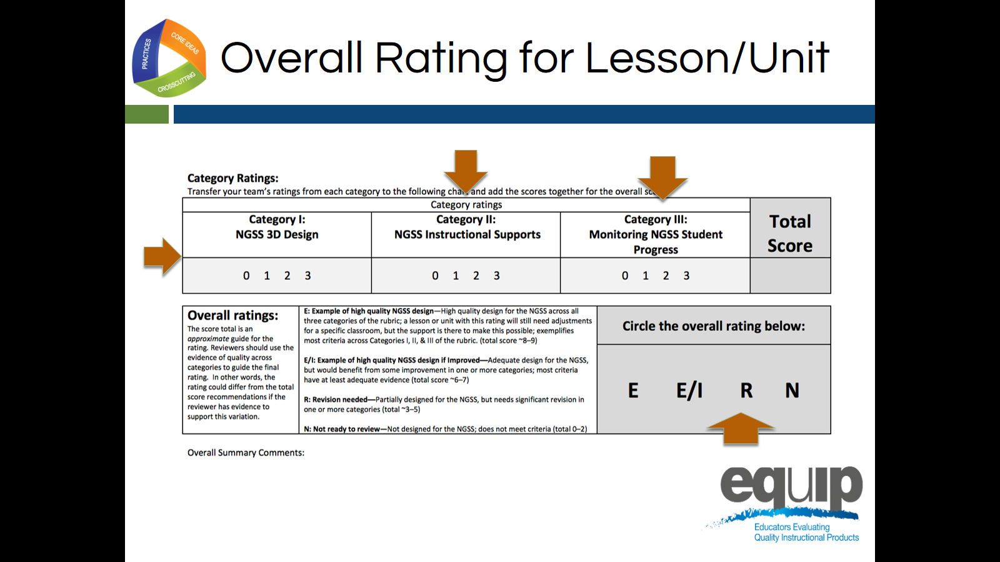 PRACTICES
CORE IDEAS
CROSSCUTTING
Overall Rating for Lesson/Unit
Category Ratings:
Transfer your team's ratings from each category to the following and add the scores together for the overall
Category ratings
Category I:
NGSS 3D Design
Category II:
NGSS Instructional Supports
Category III:
Monitoring NGSS Student
Progress
Total
Score
0 1 2 3
0 1 2 3
0 1 2 3
Overall ratings:
The score total is an
approximate guide for the
rating. Reviewers should use the
evidence of quality across
categories to guide the final
rating. In other words, the
rating could differ from the total
score recommendations if the
reviewer has evidence to
support this variation.
E: Example of high quality NGSS design—High quality design for the NGSS across all
three categories of the rubric; a lesson or unit with this rating will still need adjustments
for a specific classroom, but the support is there to make this possible; exemplifies
most criteria across Categories I, II, & III of the rubric. (total score ~8–9)
E/I: Example of high quality NGSS design if Improved—Adequate design for the NGSS,
but would benefit from some improvement in one or more categories; most criteria
have at least adequate evidence (total score ~6–7)
R: Revision needed—Partially designed for the NGSS, but needs significant revision in
one or more categories (total ~3–5)
N: Not ready to review—Not designed for the NGSS; does not meet criteria (total 0–2)
Circle the overall rating below:
E E/I R N
Overall Summary Comments:
equip
Educators Evaluating
Quality Instructional Products